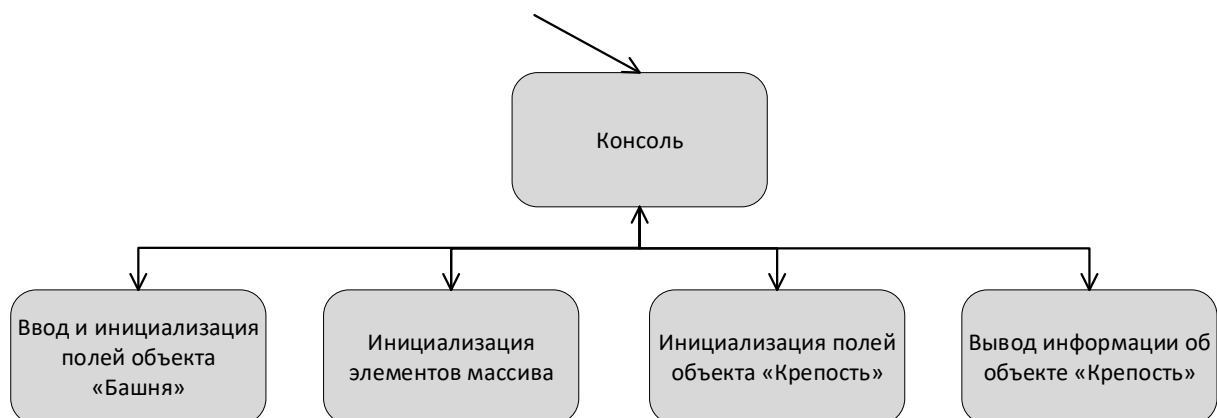 Консоль
Ввод и инициализация
полей объекта
«Башня»
Инициализация
элементов массива
Инициализация полей
объекта «Крепость»
Вывод информации об
объекте «Крепость»